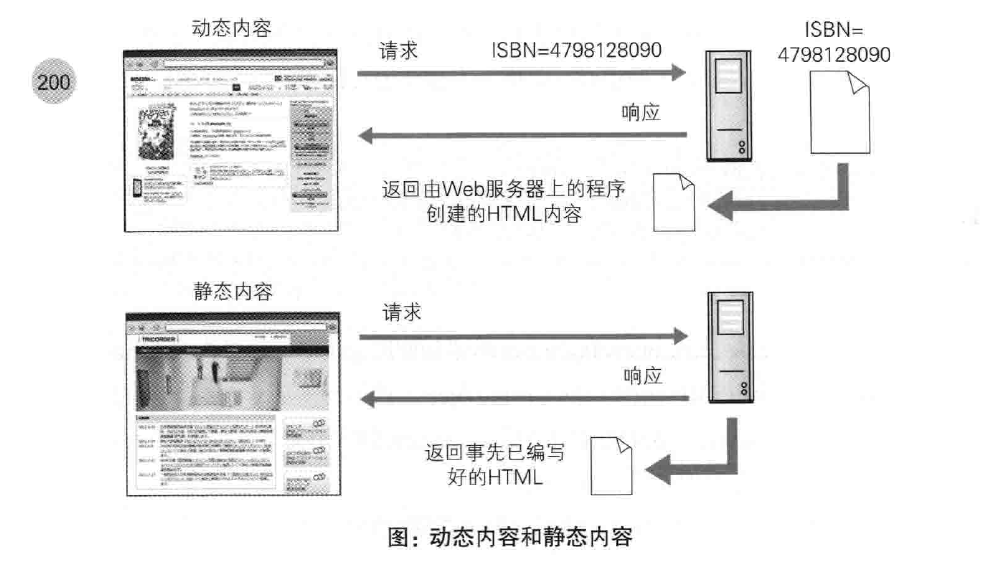 动态内容
200
请求 ISBN=4798128090
ISBN=
4798128090
响应
返回由Web服务器上的程序
创建的HTML内容
静态内容
请求
TRICORDER
响应
返回事先已编写
好的HTML
图：动态内容和静态内容